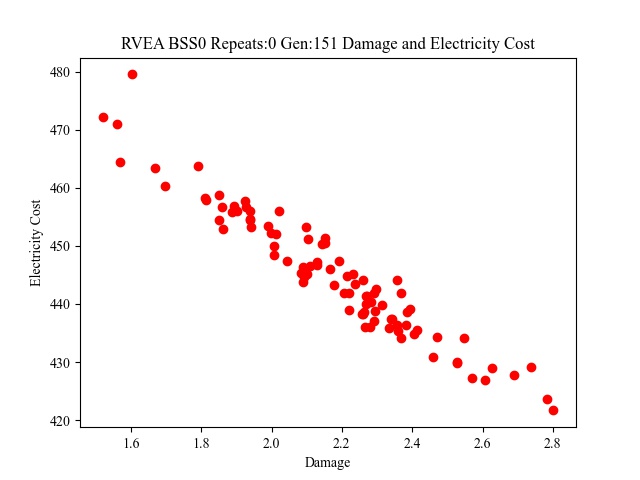 RVEA BSS0 Repeats:0 Gen:151 Damage and Electricity Cost
480
470
460
450
440
430
420
Electricity Cost
1.6 1.8 2.0 2.2 2.4 2.6 2.8
Damage